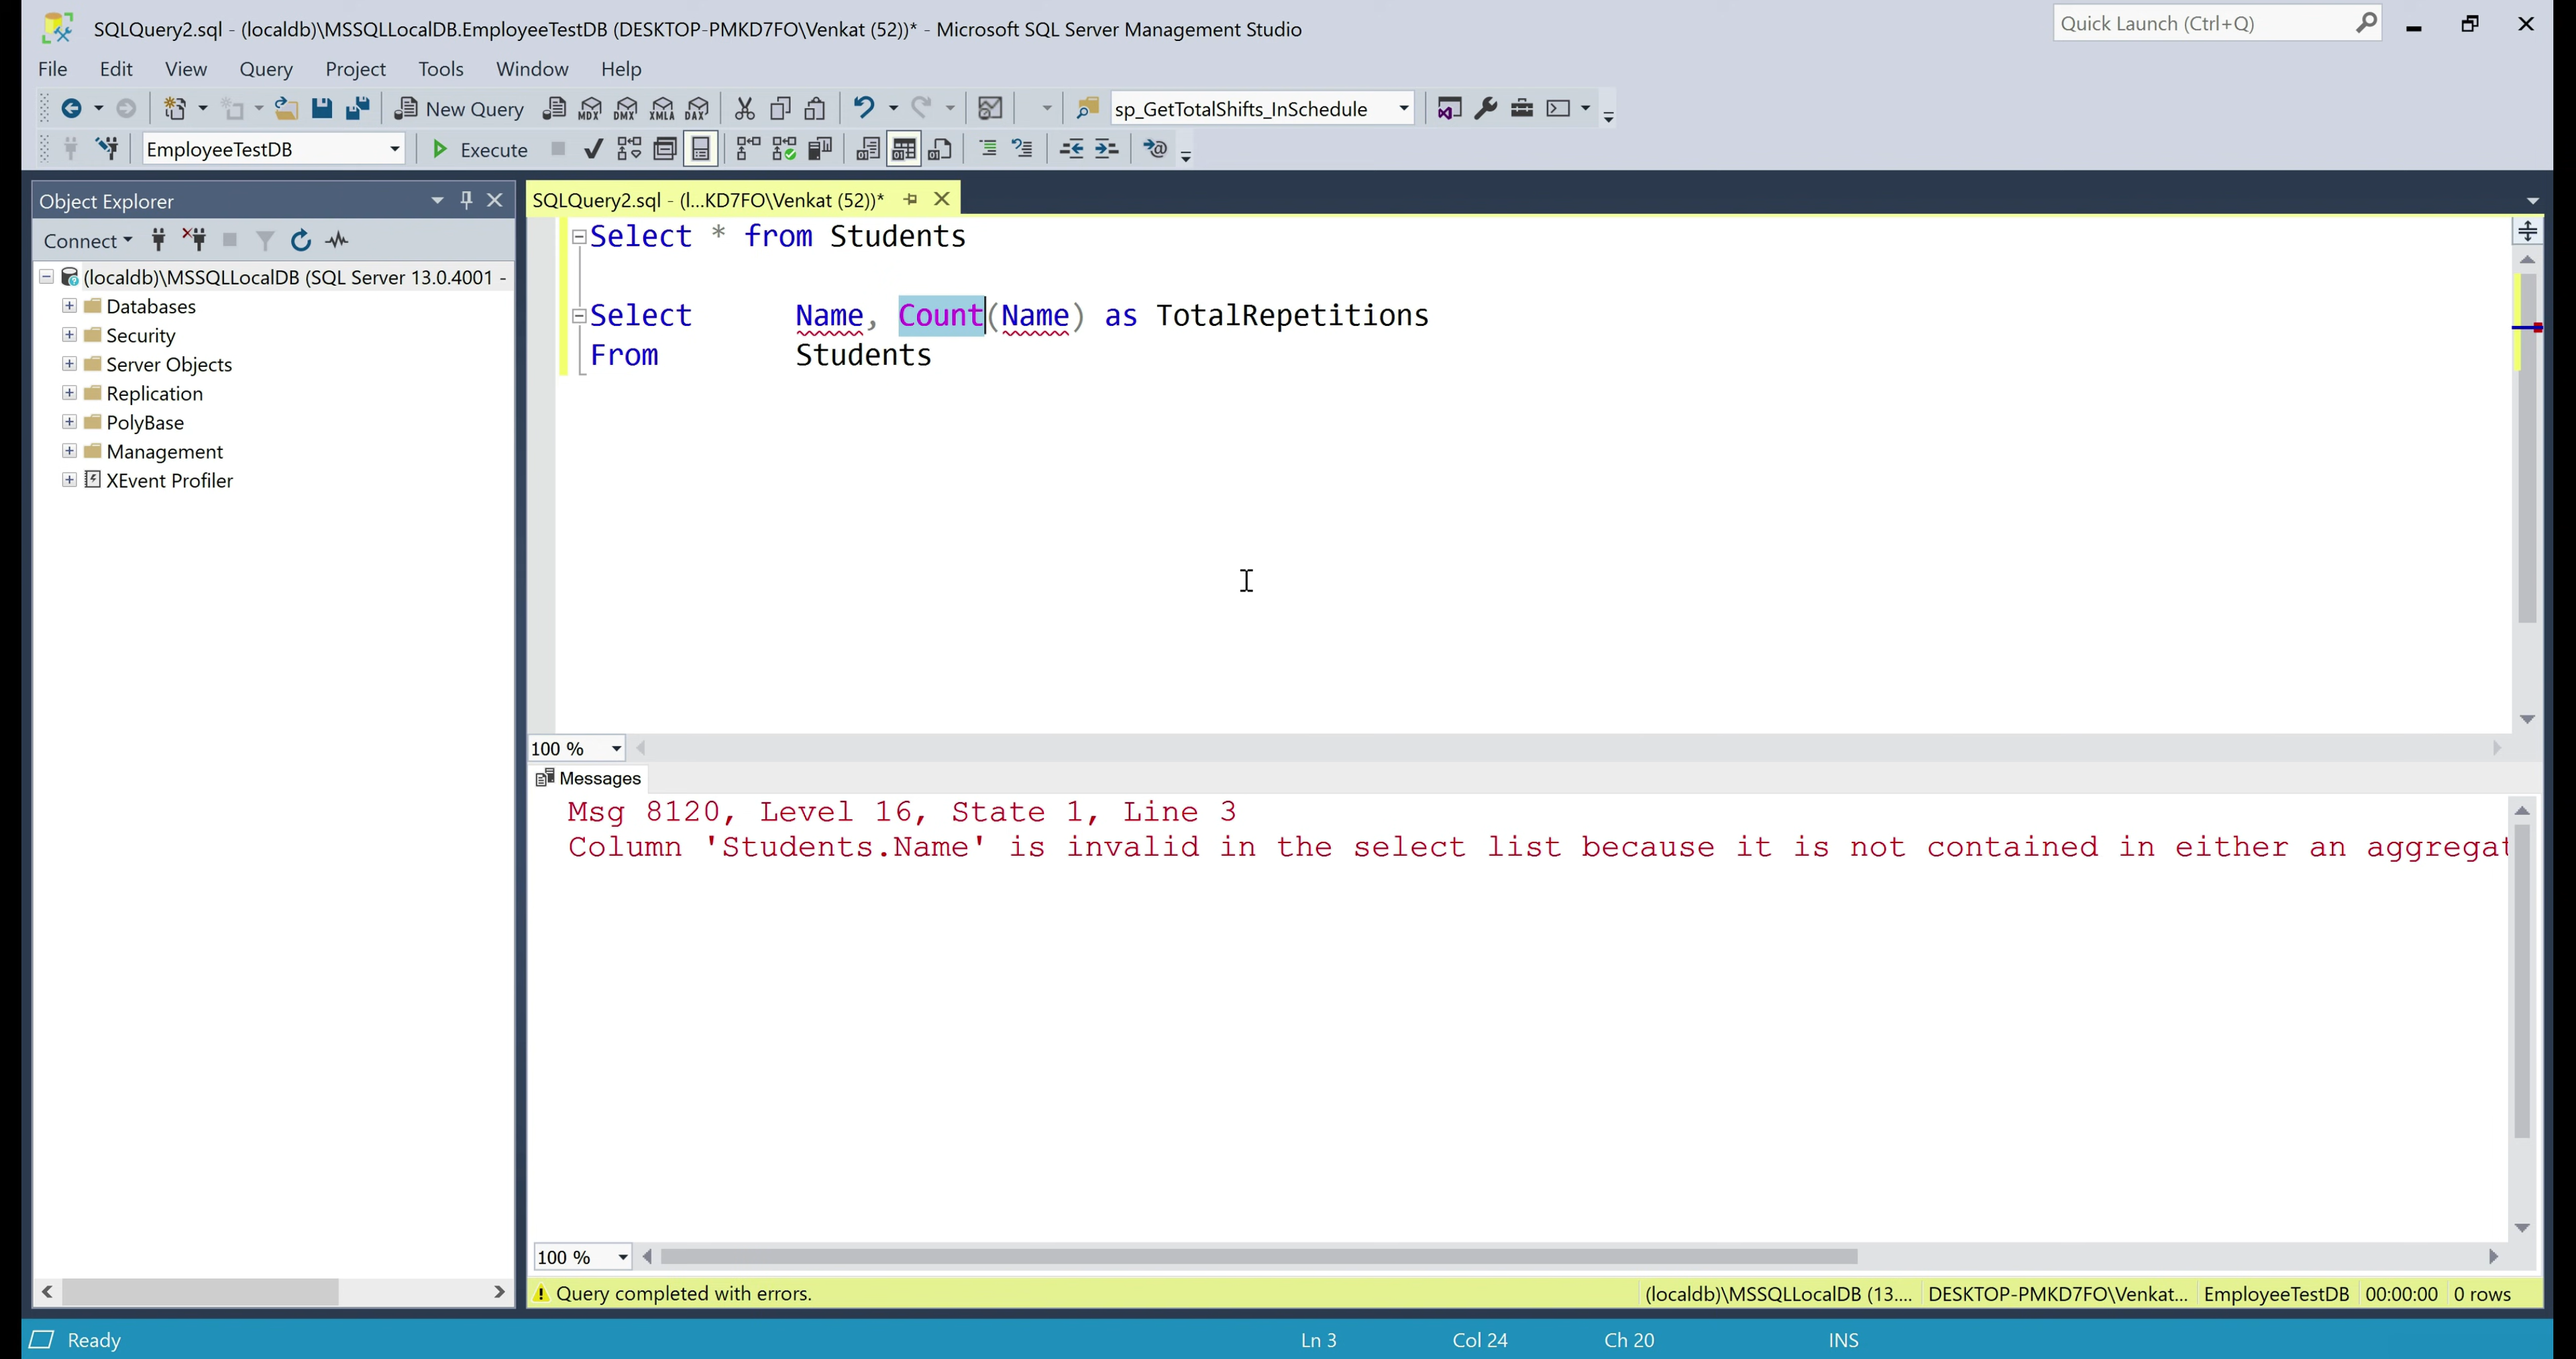 SQLQuery2.sql - (localdb)\MSSQLLocalDB.EmployeeTestDB (DESKTOP-PMKD7FO\Venkat (52))* - Microsoft SQL Server Management Studio
Quick Launch (Ctrl+Q)
File Edit View Query Project Tools Window Help
New Query MDX DMX XMLA DAX sp_GetTotalShifts_InSchedule
EmployeeTestDB Execute
Object Explorer
Connect
(localdb)\MSSQLLocalDB (SQL Server 13.0.4001 -
Databases
Security
Server Objects
Replication
PolyBase
Management
XEvent Profiler
SQLQuery2.sql - (l...KD7FO\Venkat (52))*
Select * from Students
Select Name, Count(Name) as TotalRepetitions
From Students
100 %
Messages
Msg 8120, Level 16, State 1, Line 3
Column 'Students.Name' is invalid in the select list because it is not contained in either an aggregat
100 %
Query completed with errors. (localdb)\MSSQLLocalDB (13.... DESKTOP-PMKD7FO\Venkat... EmployeeTestDB 00:00:00 0 rows
Ready Ln 3 Col 24 Ch 20 INS